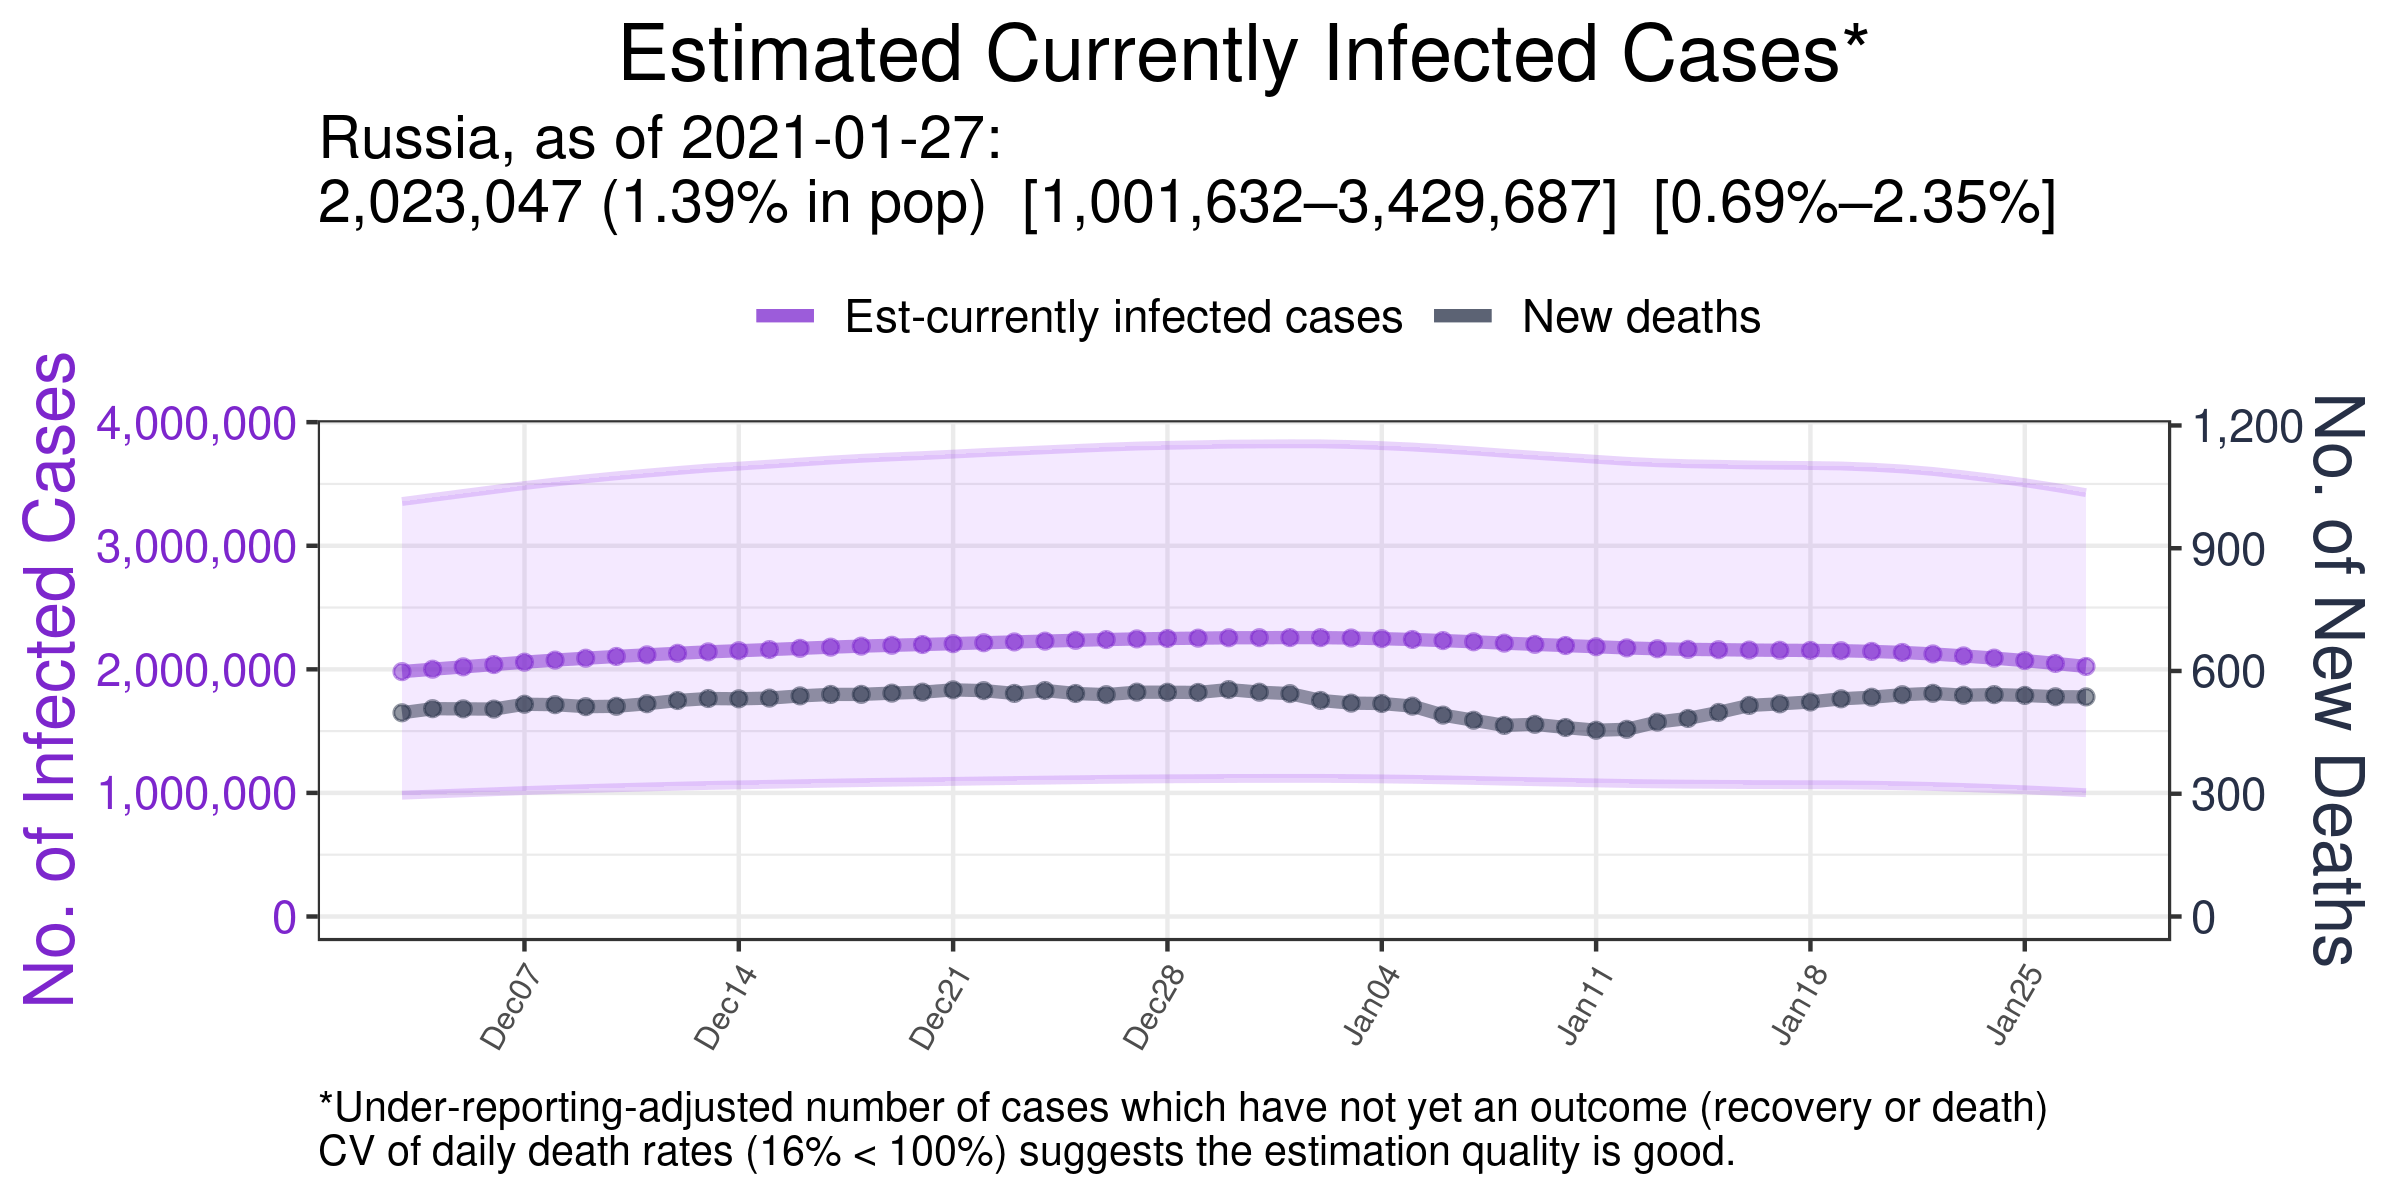 Estimated Currently Infected Cases*
Russia, as of 2021-01-27:
2,023,047 (1.39% in pop)  [1,001,632–3,429,687]  [0.69%–2.35%]
Est-currently infected cases
New deaths
No. of Infected Cases
4,000,000
3,000,000
2,000,000
1,000,000
0
1,200
900
600
300
0
No. of New Deaths
Dec07
Dec14
Dec21
Dec28
Jan04
Jan11
Jan18
Jan25
*Under-reporting-adjusted number of cases which have not yet an outcome (recovery or death)
CV of daily death rates (16% < 100%) suggests the estimation quality is good.